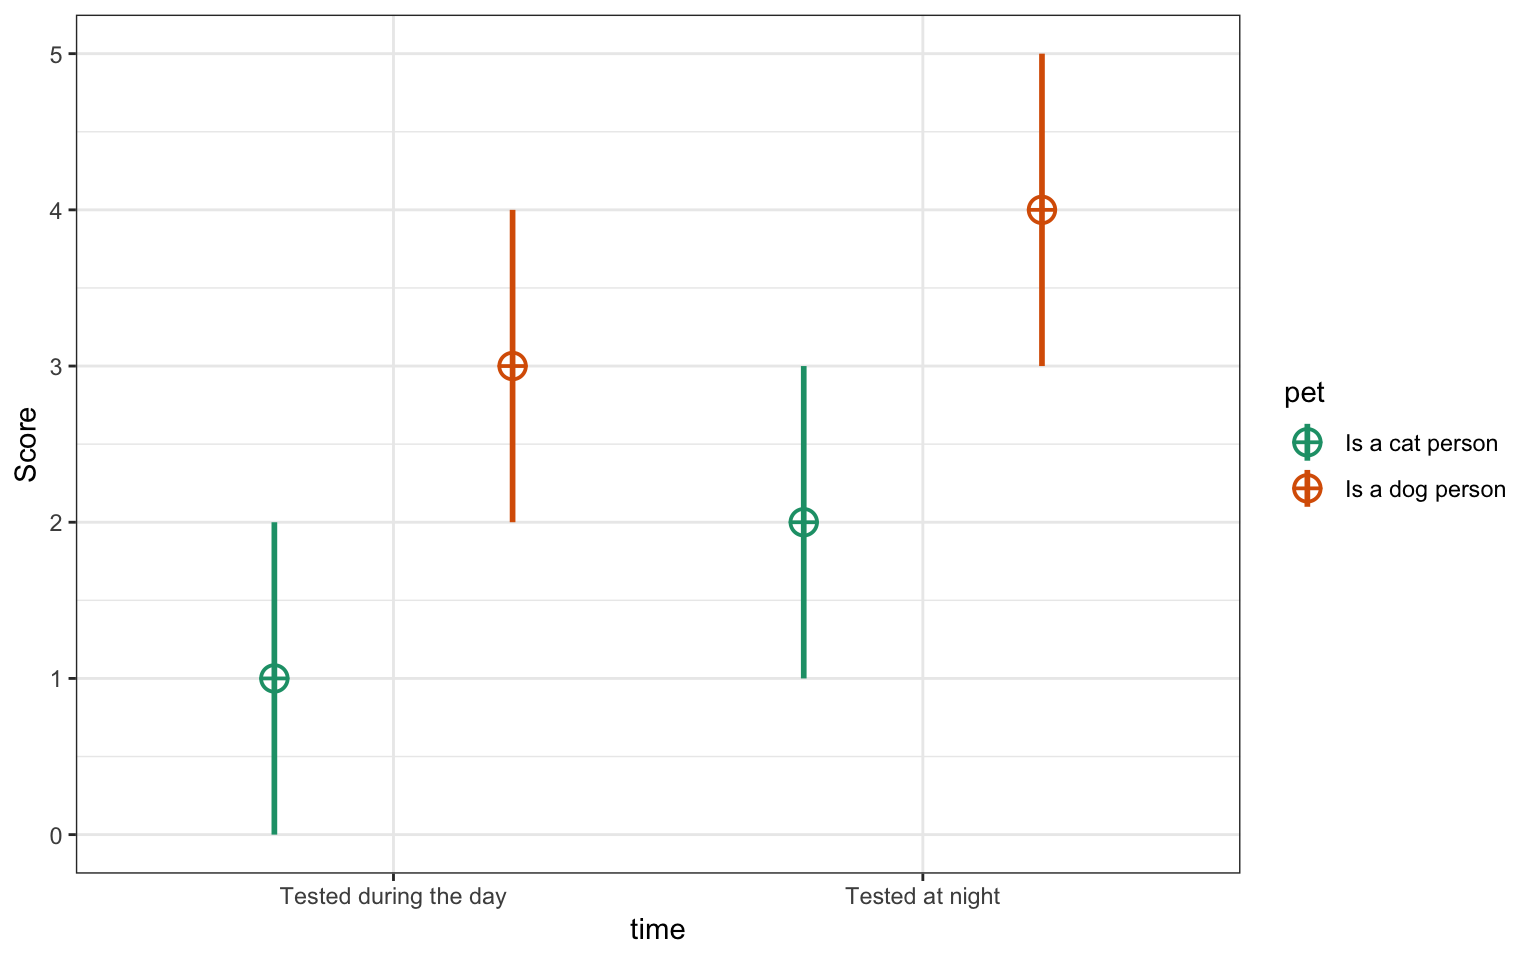 5
4
3
2
1
0
Score
Tested during the day
Tested at night
time
pet
Is a cat person
Is a dog person